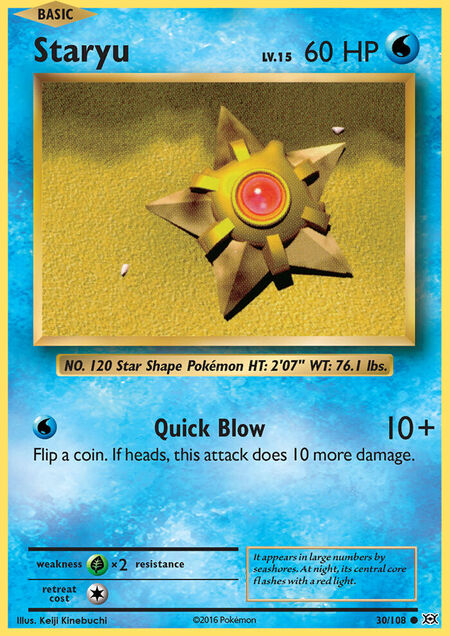 BASIC
Staryu LV.15 60 HP
NO. 120 Star Shape Pokémon HT: 2'07" WT: 76.1 lbs.
Quick Blow 10+
Flip a coin. If heads, this attack does 10 more damage.
weakness ×2 resistance
It appears in large numbers by
seashores. At night, its central core
flashes with a red light.
retreat
cost
Illus. Keiji Kinebuchi ©2016 Pokémon 30/108